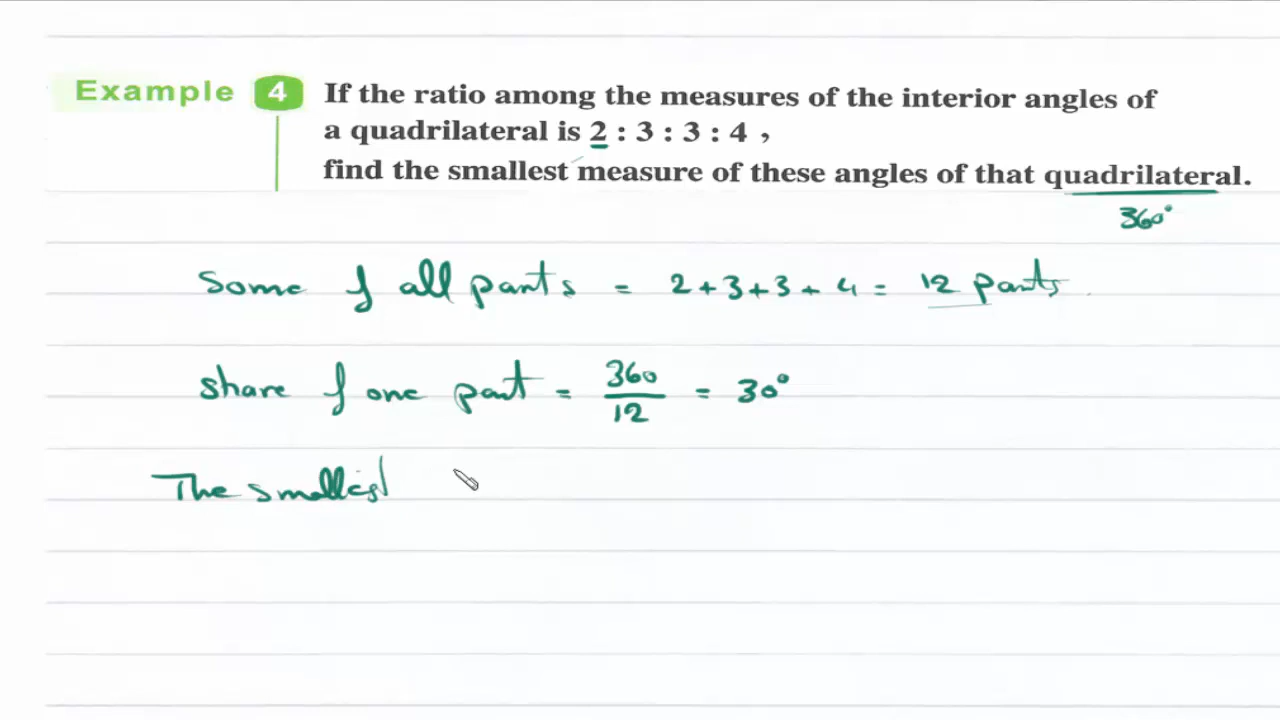 Example 4 If the ratio among the measures of the interior angles of
a quadrilateral is 2 : 3 : 3 : 4 ,
find the smallest measure of these angles of that quadrilateral.
360°
Some of all parts = 2 + 3 + 3 + 4 = 12 parts
share of one part = 360/12 = 30°
The smallest